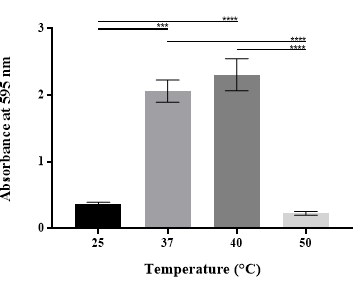 ****
***
****
****
3
2
1
0
Absorbance at 595 nm
25 37 40 50
Temperature (°C)